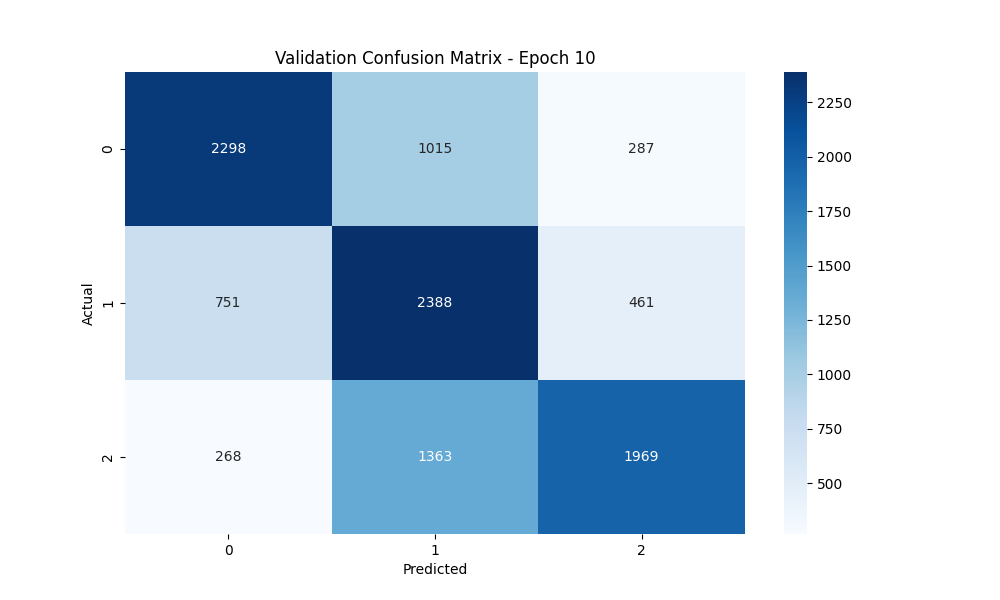 Validation Confusion Matrix - Epoch 10
0 2298 1015 287
1 751 2388 461
2 268 1363 1969
0 1 2
Predicted
Actual
2250
2000
1750
1500
1250
1000
750
500